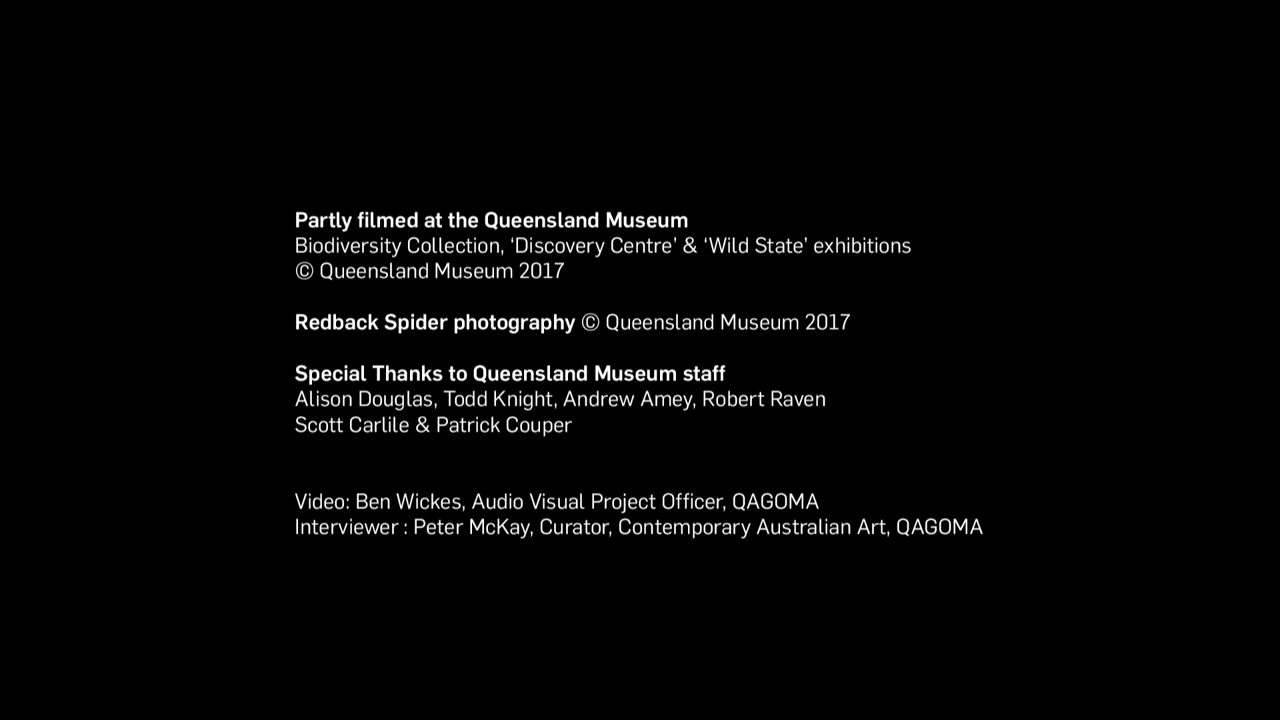 Partly filmed at the Queensland Museum
Biodiversity Collection, ‘Discovery Centre’ & ‘Wild State’ exhibitions
© Queensland Museum 2017
Redback Spider photography © Queensland Museum 2017
Special Thanks to Queensland Museum staff
Alison Douglas, Todd Knight, Andrew Amey, Robert Raven
Scott Carlile & Patrick Couper
Video: Ben Wickes, Audio Visual Project Officer, QAGOMA
Interviewer : Peter McKay, Curator, Contemporary Australian Art, QAGOMA